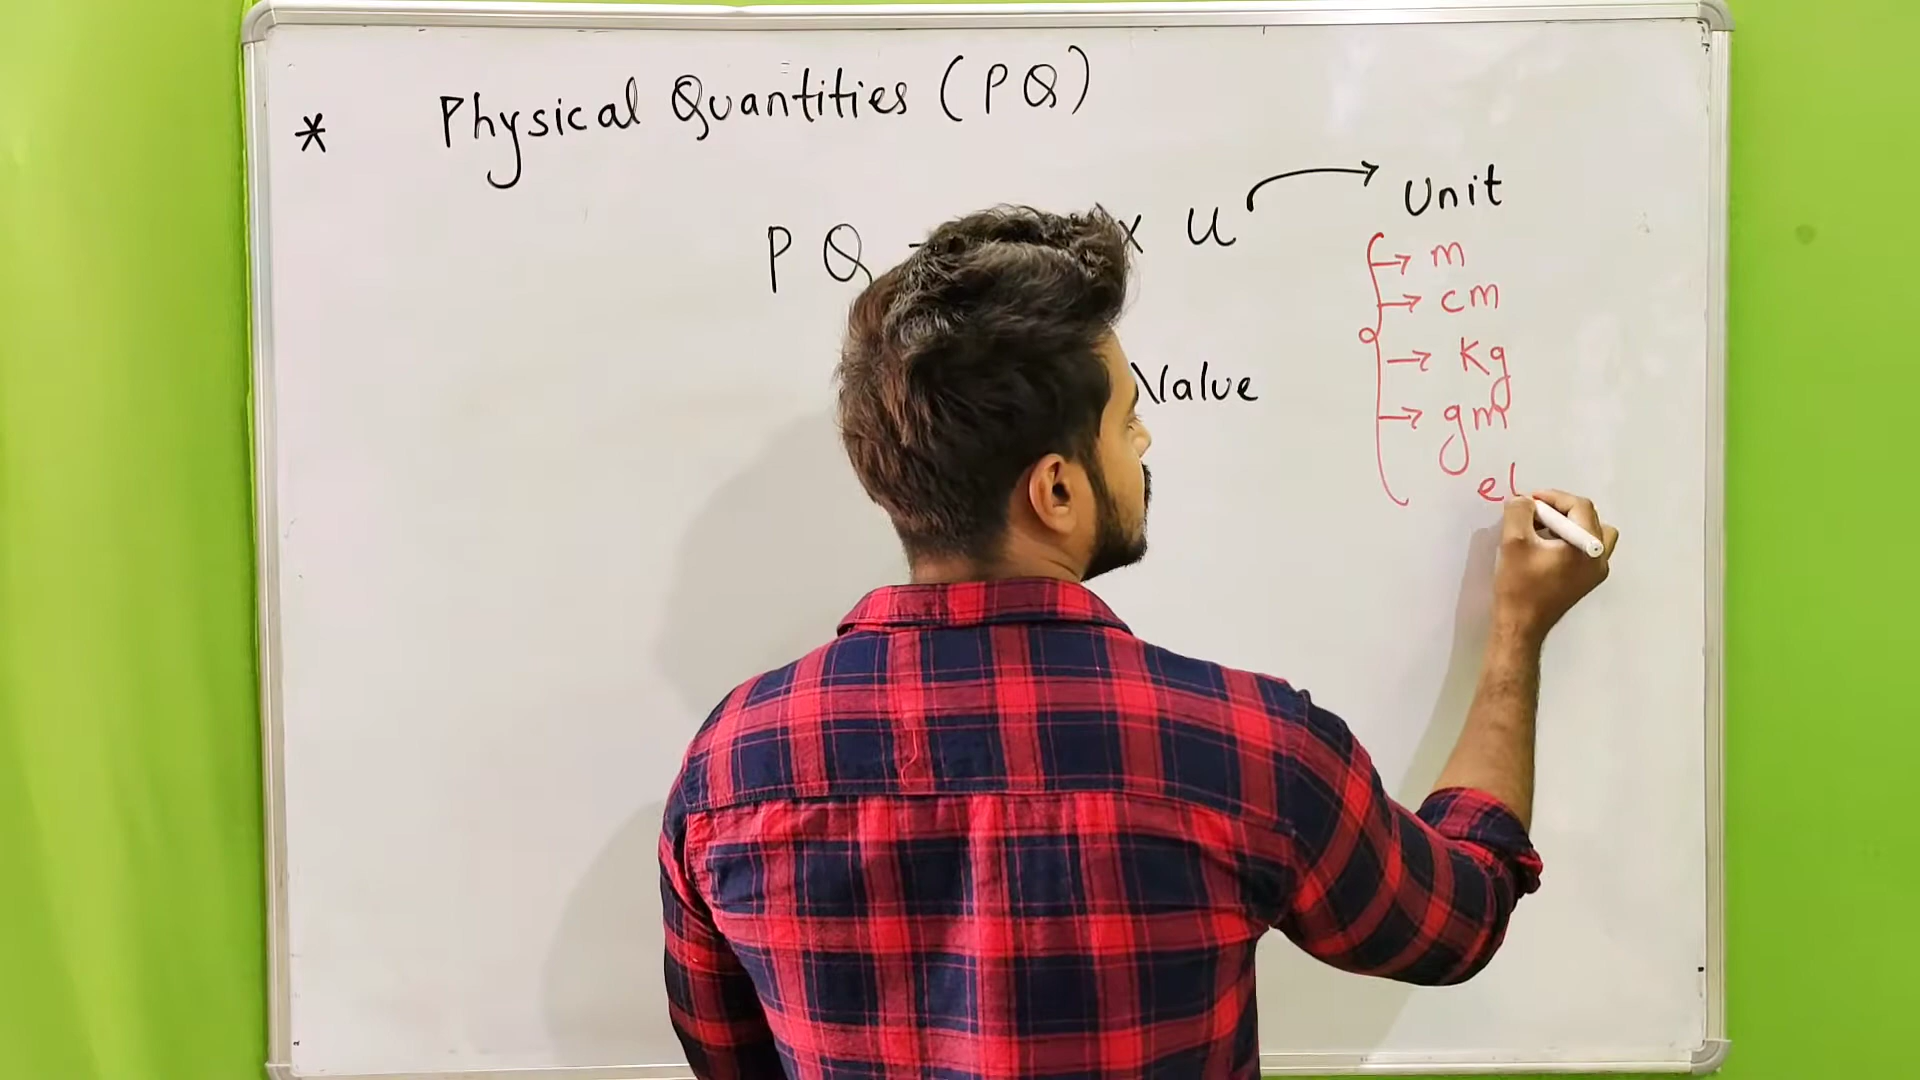 * Physical Quantities (PQ)
PQ × u → Unit
→ m
→ cm
Value
→ Kg
→ gm